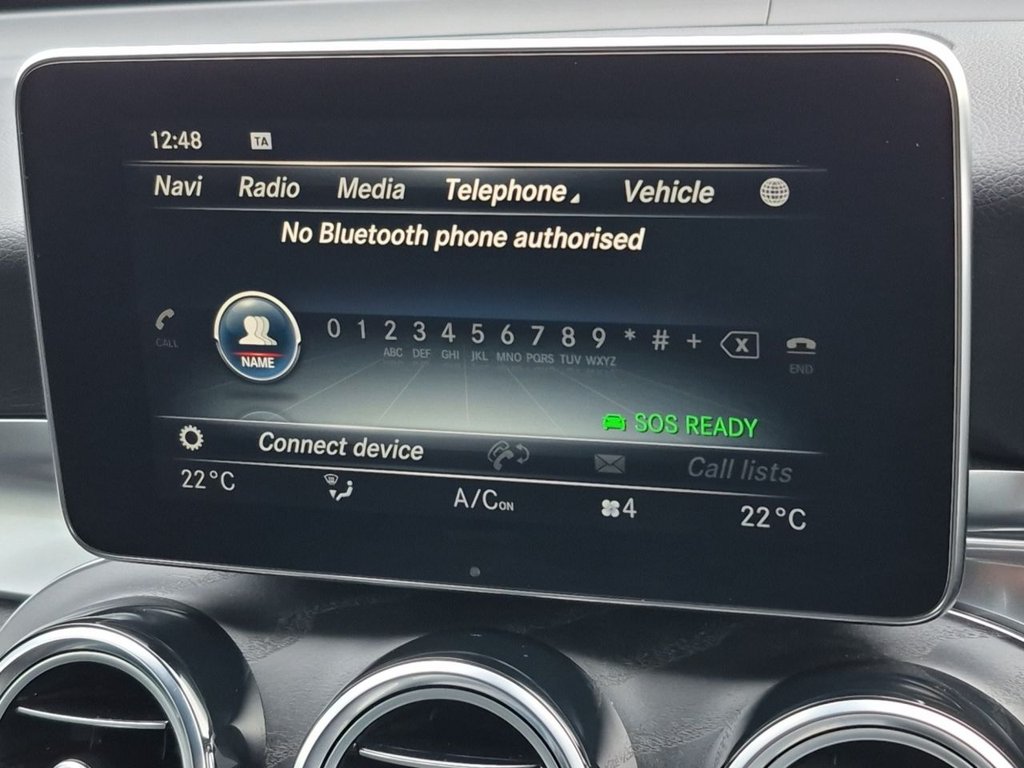 12:48 TA
Navi Radio Media Telephone Vehicle
No Bluetooth phone authorised
CALL NAME 0 1 2 3 4 5 6 7 8 9 * # + X END
ABC DEF GHI JKL MNO PQRS TUV WXYZ
SOS READY
Connect device Call lists
22°C A/C ON 4 22°C